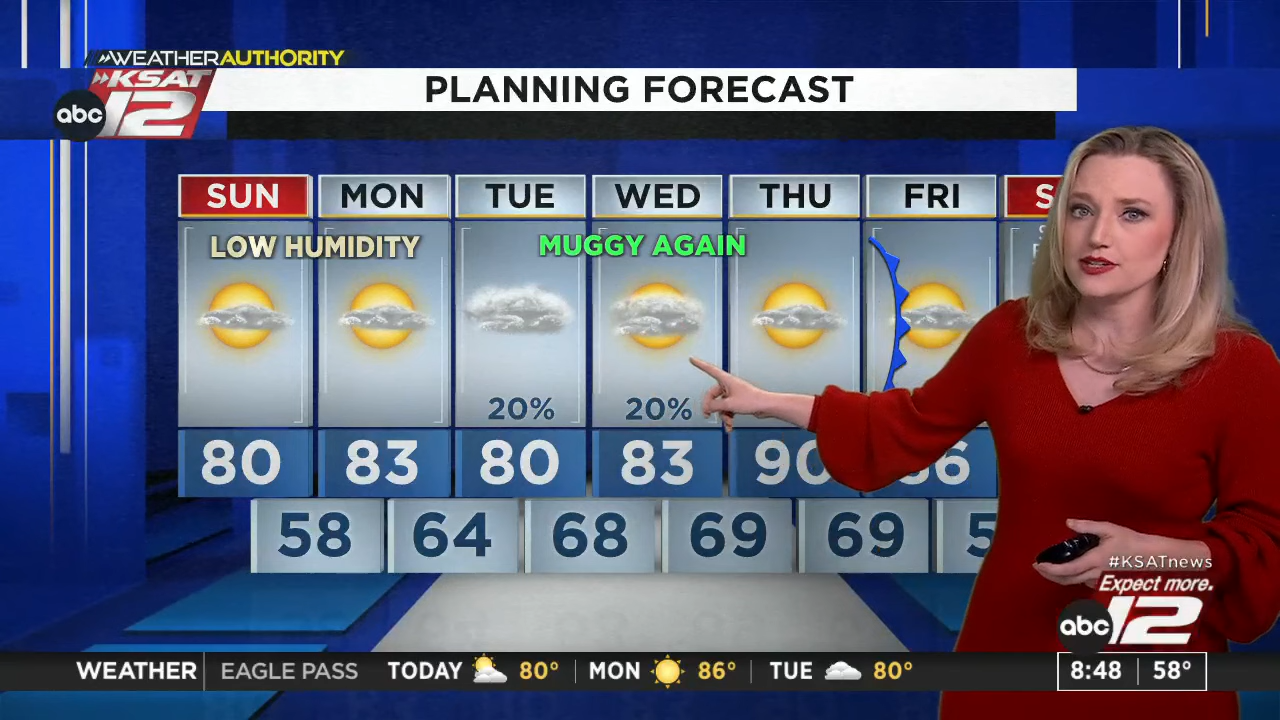 WEATHERAUTHORITY
KSAT
abc 12
PLANNING FORECAST
SUN MON TUE WED THU FRI
LOW HUMIDITY MUGGY AGAIN
20% 20%
80 83 80 83 90
58 64 68 69 69
#KSATnews
Expect more.
abc 12
WEATHER EAGLE PASS TODAY 80° MON 86° TUE 80° 8:48 58°